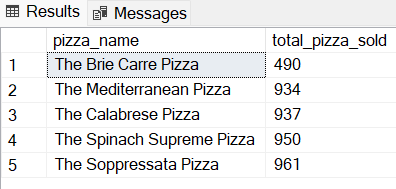 Results Messages
pizza_name total_pizza_sold
1 The Brie Carre Pizza 490
2 The Mediterranean Pizza 934
3 The Calabrese Pizza 937
4 The Spinach Supreme Pizza 950
5 The Soppressata Pizza 961